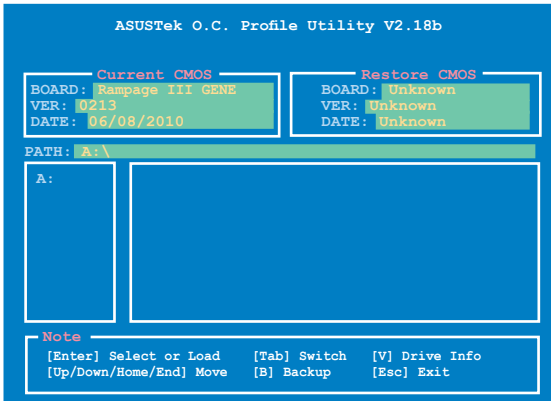 ASUSTek O.C. Profile Utility V2.18b
Current CMOS
BOARD: Rampage III GENE
VER: 0213
DATE: 06/08/2010
Restore CMOS
BOARD: Unknown
VER: Unknown
DATE: Unknown
PATH: A:\
A:
Note
[Enter] Select or Load [Tab] Switch [V] Drive Info
[Up/Down/Home/End] Move [B] Backup [Esc] Exit